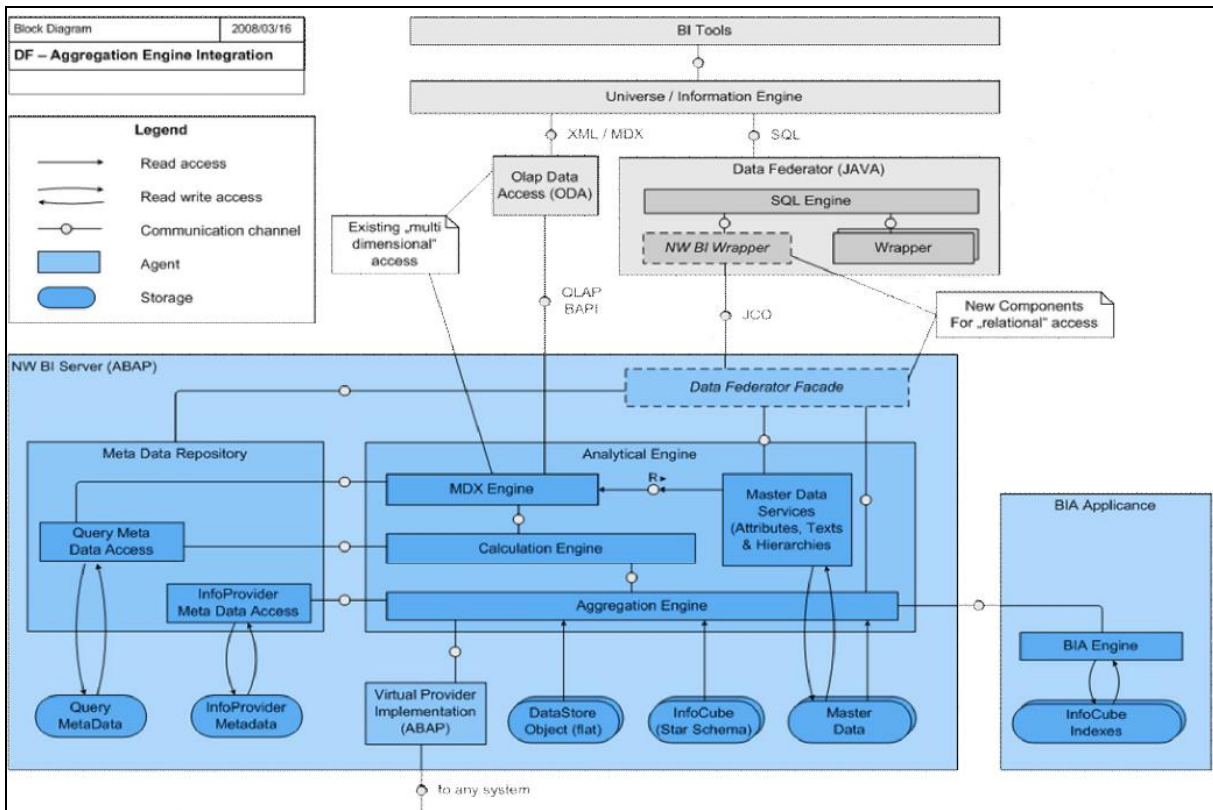 Block Diagram
2008/03/16
DF – Aggregation Engine Integration
Legend
Read access
Read write access
Communication channel
Agent
Storage
BI Tools
Universe / Information Engine
XML / MDX
SQL
Olap Data
Access (ODA)
Data Federator (JAVA)
SQL Engine
NW BI Wrapper
Wrapper
Existing „multi
dimensional"
access
OLAP
BAPI
JCO
New Components
For „relational" access
NW BI Server (ABAP)
Data Federator Facade
Meta Data Repository
Analytical Engine
MDX Engine
R
Master Data
Services
(Attributes, Texts
& Hierarchies
Query Meta
Data Access
Calculation Engine
InfoProvider
Meta Data Access
Aggregation Engine
BIA Applicance
BIA Engine
Query
MetaData
InfoProvider
Metadata
Virtual Provider
Implementation
(ABAP)
DataStore
Object (flat)
InfoCube
(Star Schema)
Master
Data
InfoCube
Indexes
to any system